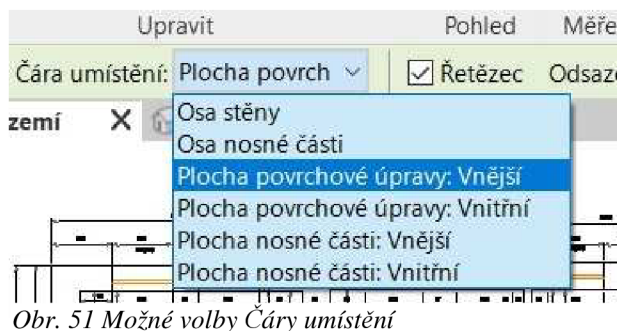 Upravit Pohled Měře
Čára umístění: Plocha povrch Řetězec Odsaze
zemí
Osa stěny
Osa nosné části
Plocha povrchové úpravy: Vnější
Plocha povrchové úpravy: Vnitřní
Plocha nosné části: Vnější
Plocha nosné části: Vnitřní
Obr. 51 Možné volby Čáry umístění